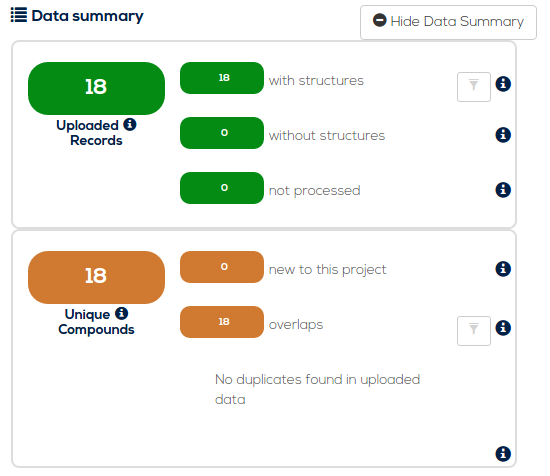 Data summary
Hide Data Summary
18
Uploaded
Records
18 with structures
0 without structures
0 not processed
18
Unique
Compounds
0 new to this project
18 overlaps
No duplicates found in uploaded
data